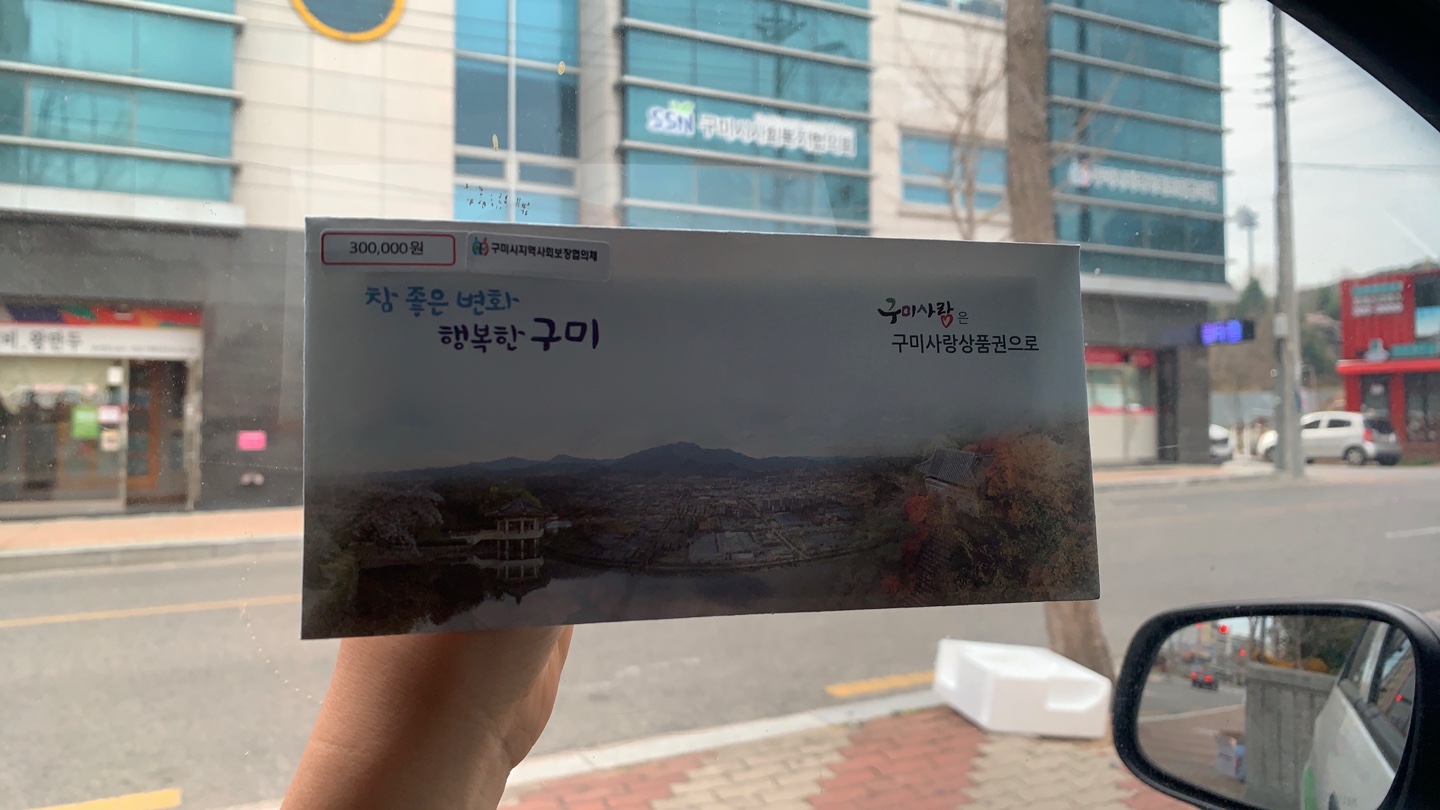 SSN 구미시사회복지협의회
300,000원
구미시지역사회보장협의체
참 좋은 변화
행복한 구미
구미사랑은
구미사랑상품권으로